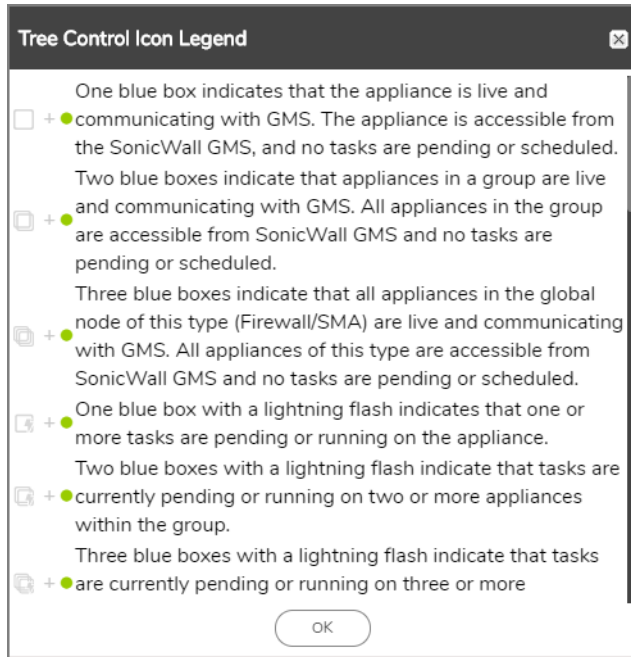 Tree Control Icon Legend
One blue box indicates that the appliance is live and
communicating with GMS. The appliance is accessible from
the SonicWall GMS, and no tasks are pending or scheduled.
Two blue boxes indicate that appliances in a group are live
and communicating with GMS. All appliances in the group
are accessible from SonicWall GMS and no tasks are
pending or scheduled.
Three blue boxes indicate that all appliances in the global
node of this type (Firewall/SMA) are live and communicating
with GMS. All appliances of this type are accessible from
SonicWall GMS and no tasks are pending or scheduled.
One blue box with a lightning flash indicates that one or
more tasks are pending or running on the appliance.
Two blue boxes with a lightning flash indicate that tasks are
currently pending or running on two or more appliances
within the group.
Three blue boxes with a lightning flash indicate that tasks
are currently pending or running on three or more
OK